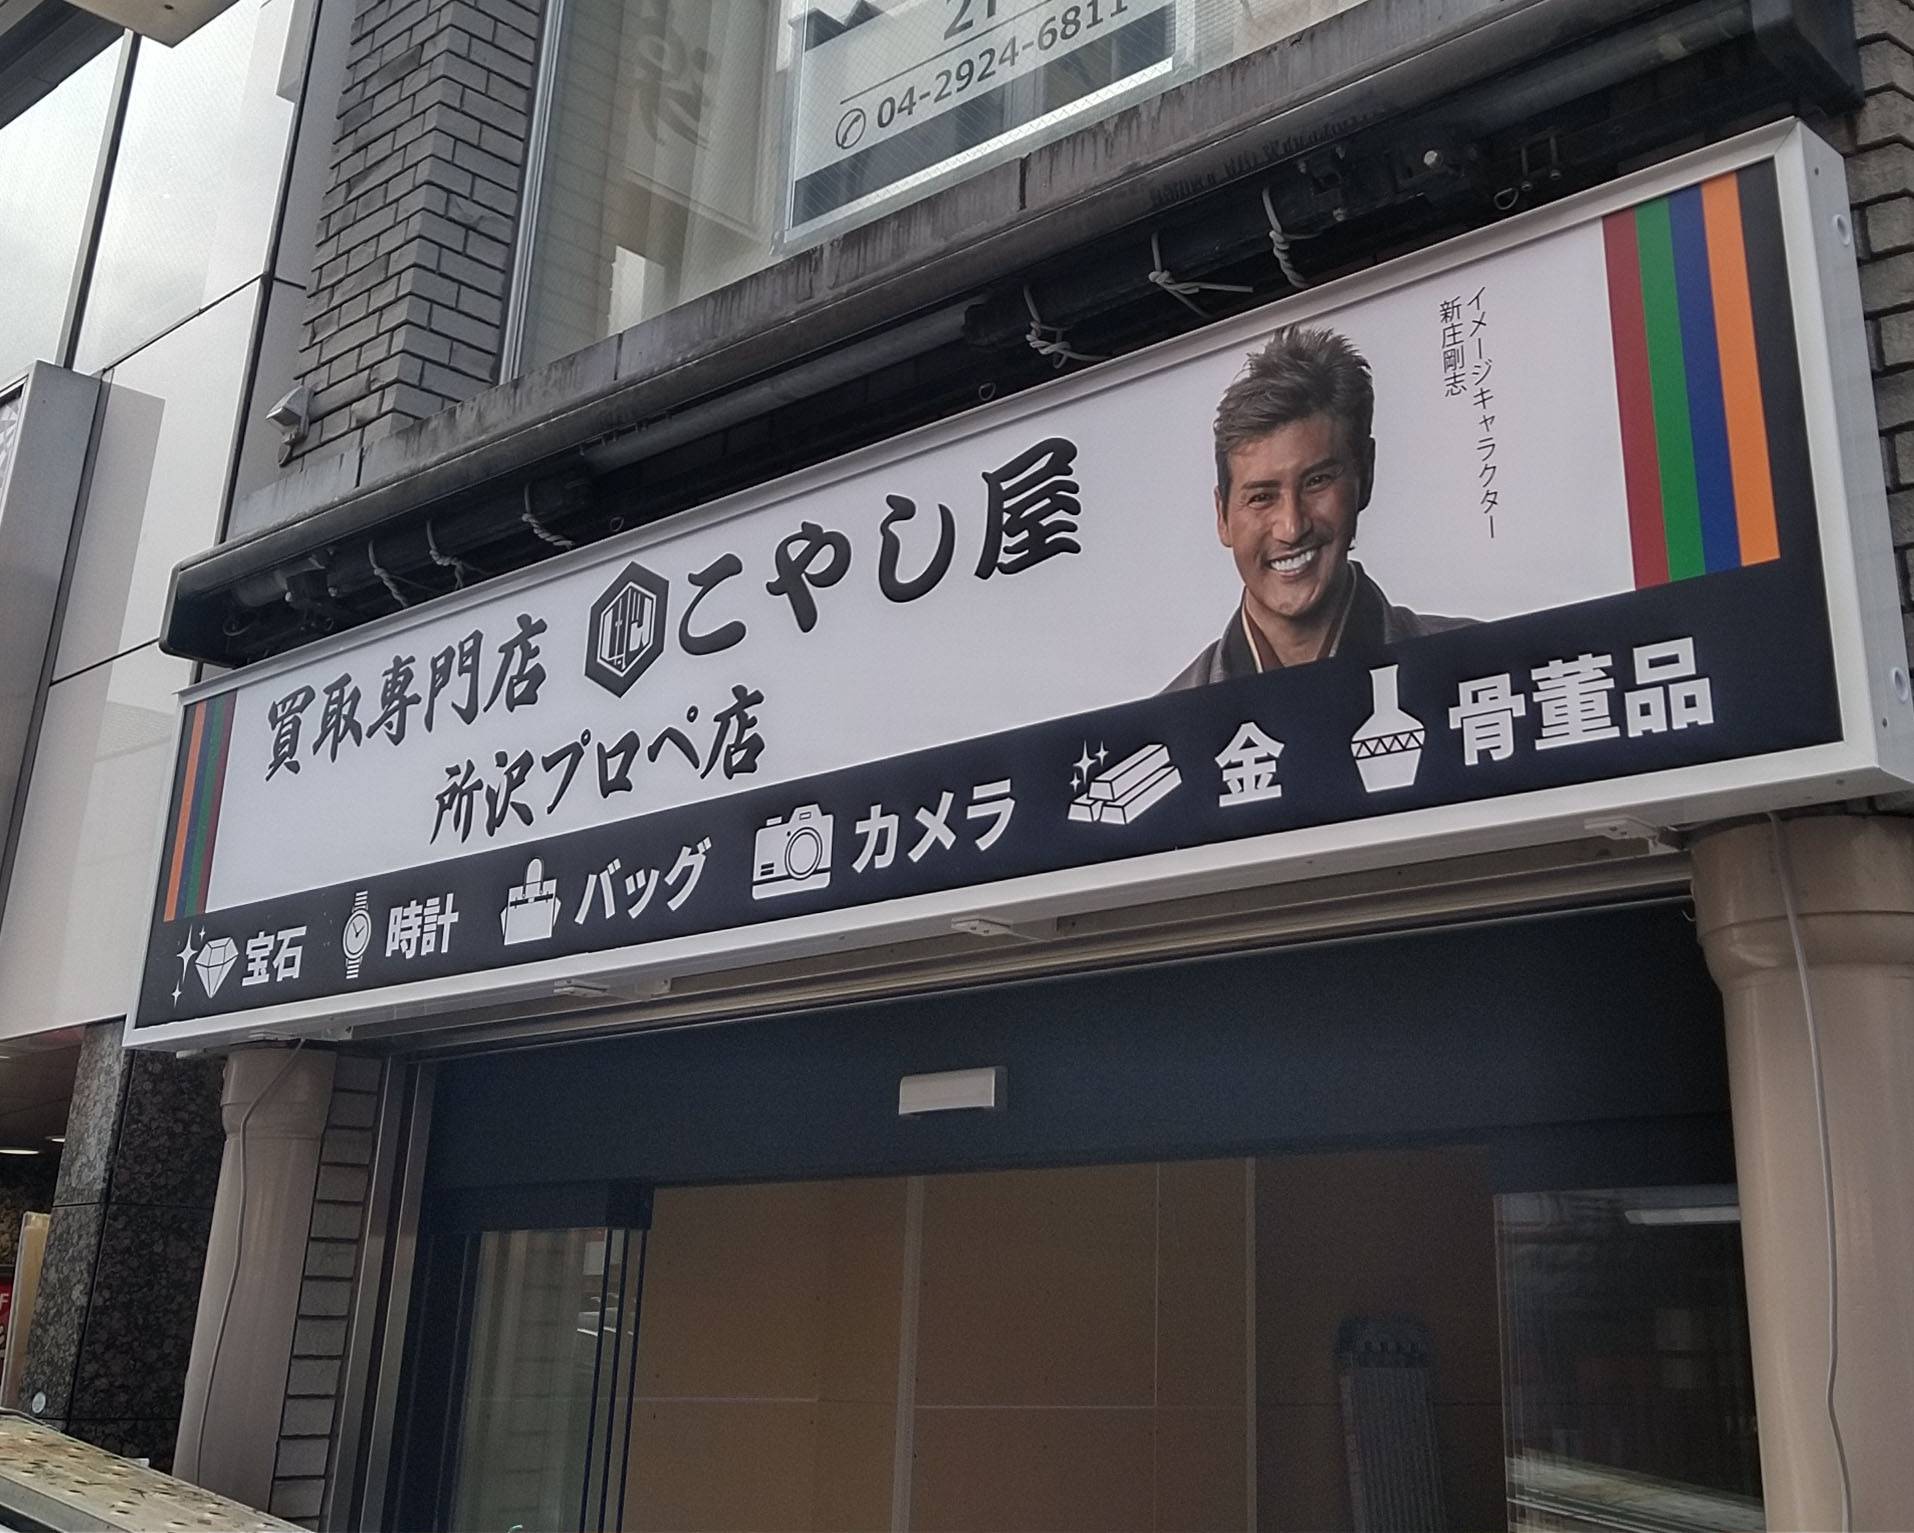 04-2924-6811
買取専門店 こやし屋
所沢プロペ店
イメージキャラクター
新庄剛志
宝石 時計 バッグ カメラ 金 骨董品